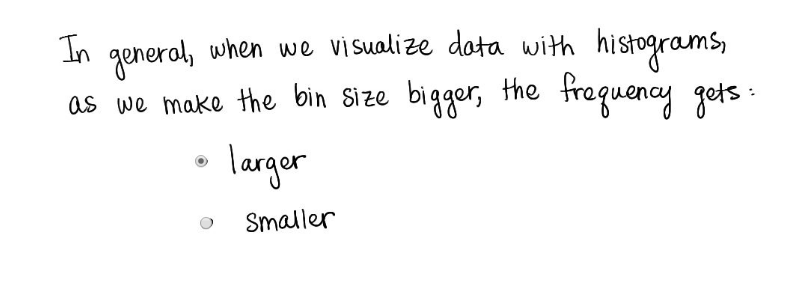 In general, when we visualize data with histograms,
as we make the bin size bigger, the frequency gets:
larger
smaller